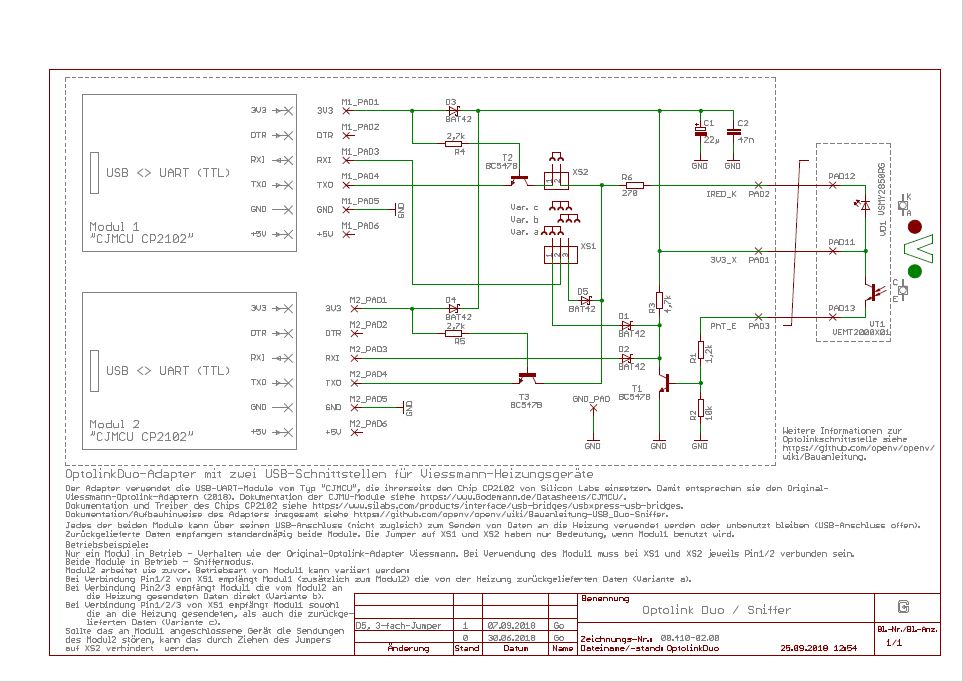 3V3
DTR
RXI
TXO
GND
+5V
USB <> UART (TTL)
Modul 1
"CJMCU CP2102"
3V3
DTR
RXI
TXO
GND
+5V
M1_PAD1
M1_PAD2
M1_PAD3
M1_PAD4
M1_PAD5
M1_PAD6
GND
D3
BAT42
2,7k
R4
T2
BC547B
XS2
1 2
Var. c
Var. b
Var. a
XS1
1 2 3
R6
270
C1
22µ
C2
47n
GND
GND
IRED_K
PAD2
3V3_X
PAD1
PhT_E
PAD3
PAD12
PAD11
PAD13
VD1 VSMY2850RG
VT1
VEMT2000X01
K
A
C
E
3V3
DTR
RXI
TXO
GND
+5V
USB <> UART (TTL)
Modul 2
"CJMCU CP2102"
3V3
DTR
RXI
TXO
GND
+5V
M2_PAD1
M2_PAD2
M2_PAD3
M2_PAD4
M2_PAD5
M2_PAD6
GND
D4
BAT42
2,7k
R5
T3
BC547B
D5
BAT42
D1
BAT42
D2
BAT42
R3
4,7k
T1
BC547B
R1
1,2k
R2
10k
GND_PAD
GND
GND
GND
Weitere Informationen zur
Optolinkschnittstelle siehe
https://github.com/openv/openv/
wiki/Bauanleitung.
OptolinkDuo-Adapter mit zwei USB-Schnittstellen für Viessmann-Heizungsgeräte
Der Adapter verwendet die USB-UART-Module vom Typ "CJMCU", die ihrerseits den Chip CP2102 von Silicon Labs einsetzen. Damit entsprechen sie den Original-
Viessmann-Optolink-Adaptern (2018). Dokumentation der CJMU-Module siehe https://www.Godemann.de/Datasheets/CJMCU/.
Dokumentation und Treiber des Chips CP2102 siehe https://www.silabs.com/products/interface/usb-bridges/usbxpress-usb-bridges.
Dokumentation/Aufbauhinweise des Adapters insgesamt siehe https://github.com/openv/openv/wiki/Bauanleitung-USB_Duo-Sniffer.
Jedes der beiden Module kann über seinen USB-Anschluss (nicht zugleich) zum Senden von Daten an die Heizung verwendet werden oder unbenutzt bleiben (USB-Anschluss offen).
Zurückgelieferte Daten empfangen standardmäßig beide Module. Die Jumper auf XS1 und XS2 haben nur Bedeutung, wenn Modul1 benutzt wird.
Betriebsbeispiele:
Nur ein Modul in Betrieb - Verhalten wie der Original-Optolink-Adapter Viessmann. Bei Verwendung des Modul1 muss bei XS1 und XS2 jeweils Pin1/2 verbunden sein.
Beide Module in Betrieb - Sniffermodus.
Modul2 arbeitet wie zuvor. Betriebsart von Modul1 kann variiert werden:
Bei Verbindung Pin1/2 von XS1 empfängt Modul1 (zusätzlich zum Modul2) die von der Heizung zurückgelieferten Daten (Variante a).
Bei Verbindung Pin2/3 empfängt Modul1 die vom Modul2 an
die Heizung gesendeten Daten direkt (Variante b).
Bei Verbindung Pin1/2/3 von XS1 empfängt Modul1 sowohl
die an die Heizung gesendeten, als auch die zurückge-
lieferten Daten (Variante c).
Sollte das an Modul1 angeschlossene Gerät die Sendungen
des Modul2 stören, kann das durch Ziehen des Jumpers
auf XS2 verhindert werden.
D5, 3-fach-Jumper 1 07.09.2018 Go
0 30.06.2018 Go
Änderung Stand Datum Name
Benennung
Optolink Duo / Sniffer
Zeichnungs-Nr.: 08.410-02.00
Dateiname/-stand: OptolinkDuo 25.09.2018 12:54
G
Bl.-Nr./Bl.-Anz.
1/1